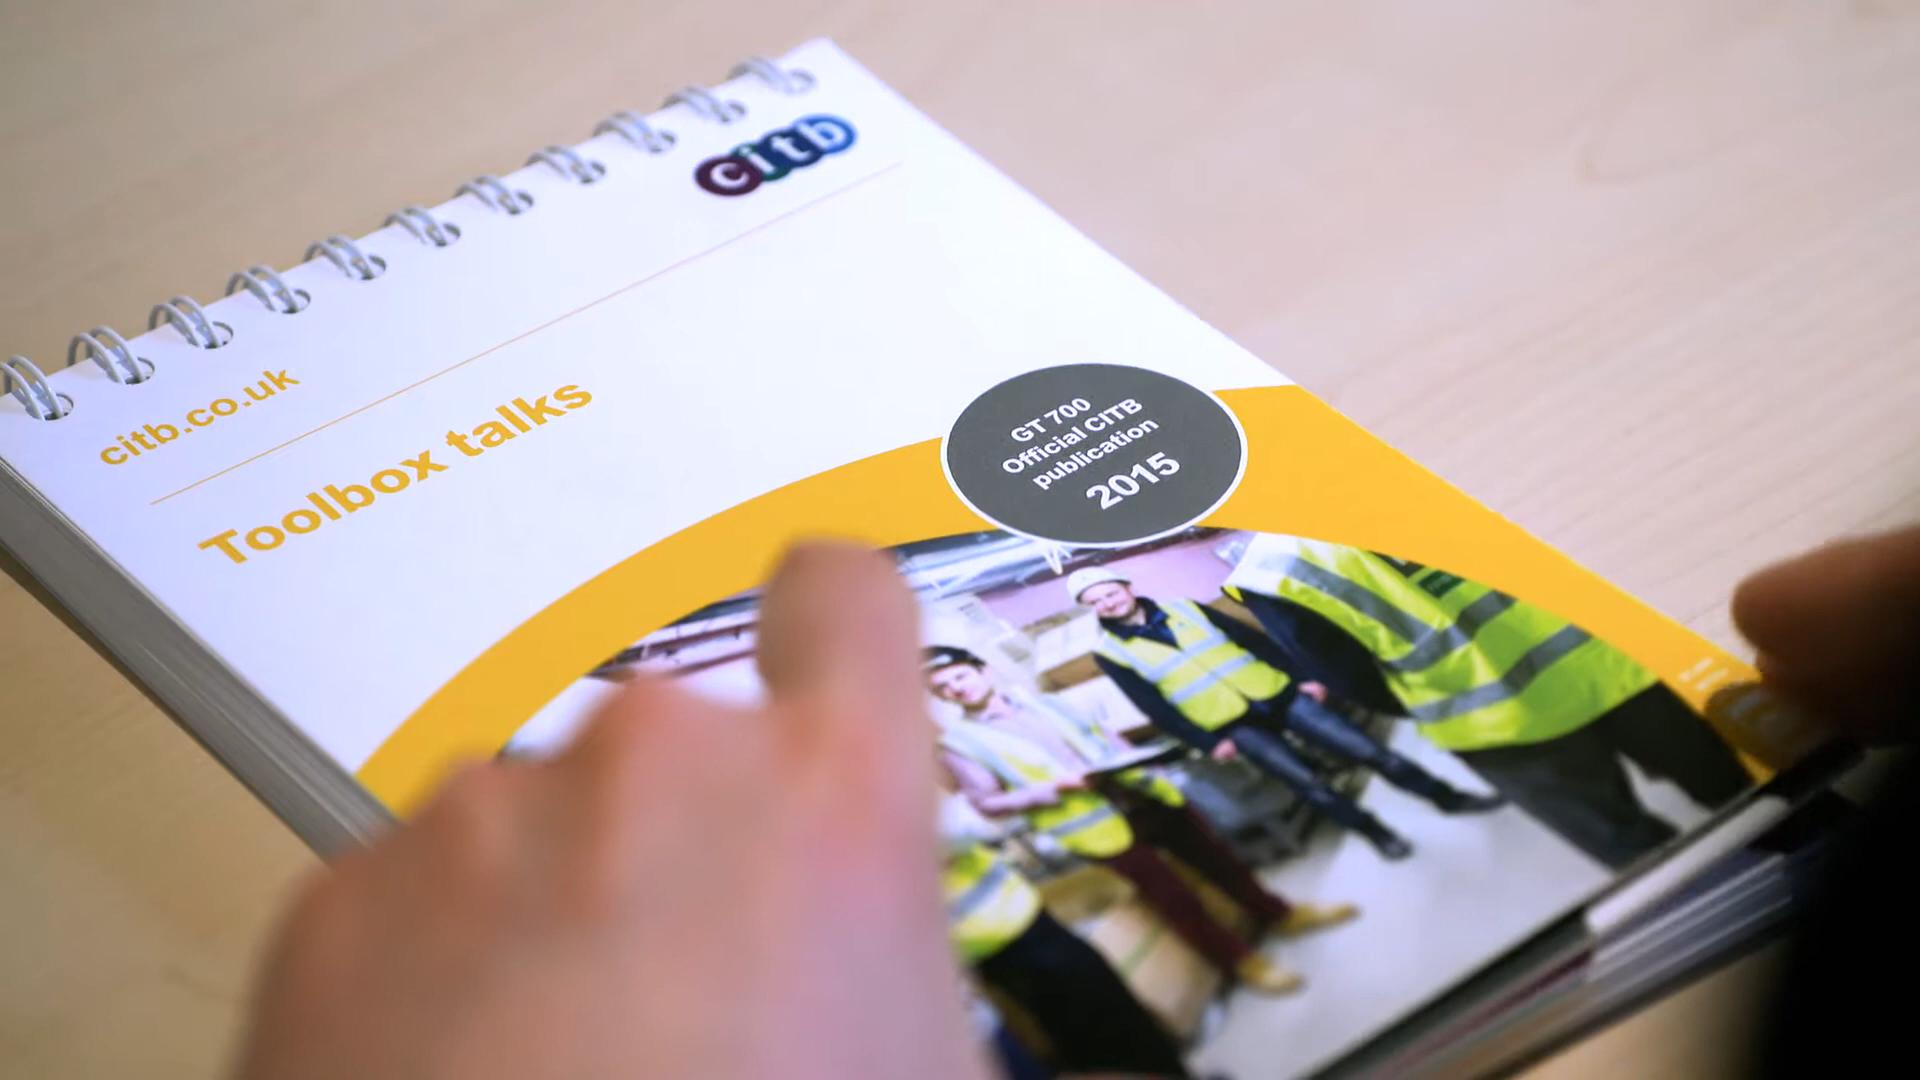 citb
citb.co.uk
Toolbox talks
GT 700
Official CITB
publication
2015